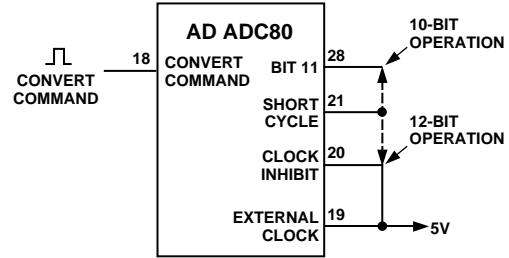 AD ADC80
10-BIT
OPERATION
18
CONVERT
COMMAND
CONVERT
COMMAND
BIT 11
28
SHORT
CYCLE
21
12-BIT
OPERATION
CLOCK
INHIBIT
20
EXTERNAL
CLOCK
19
5V